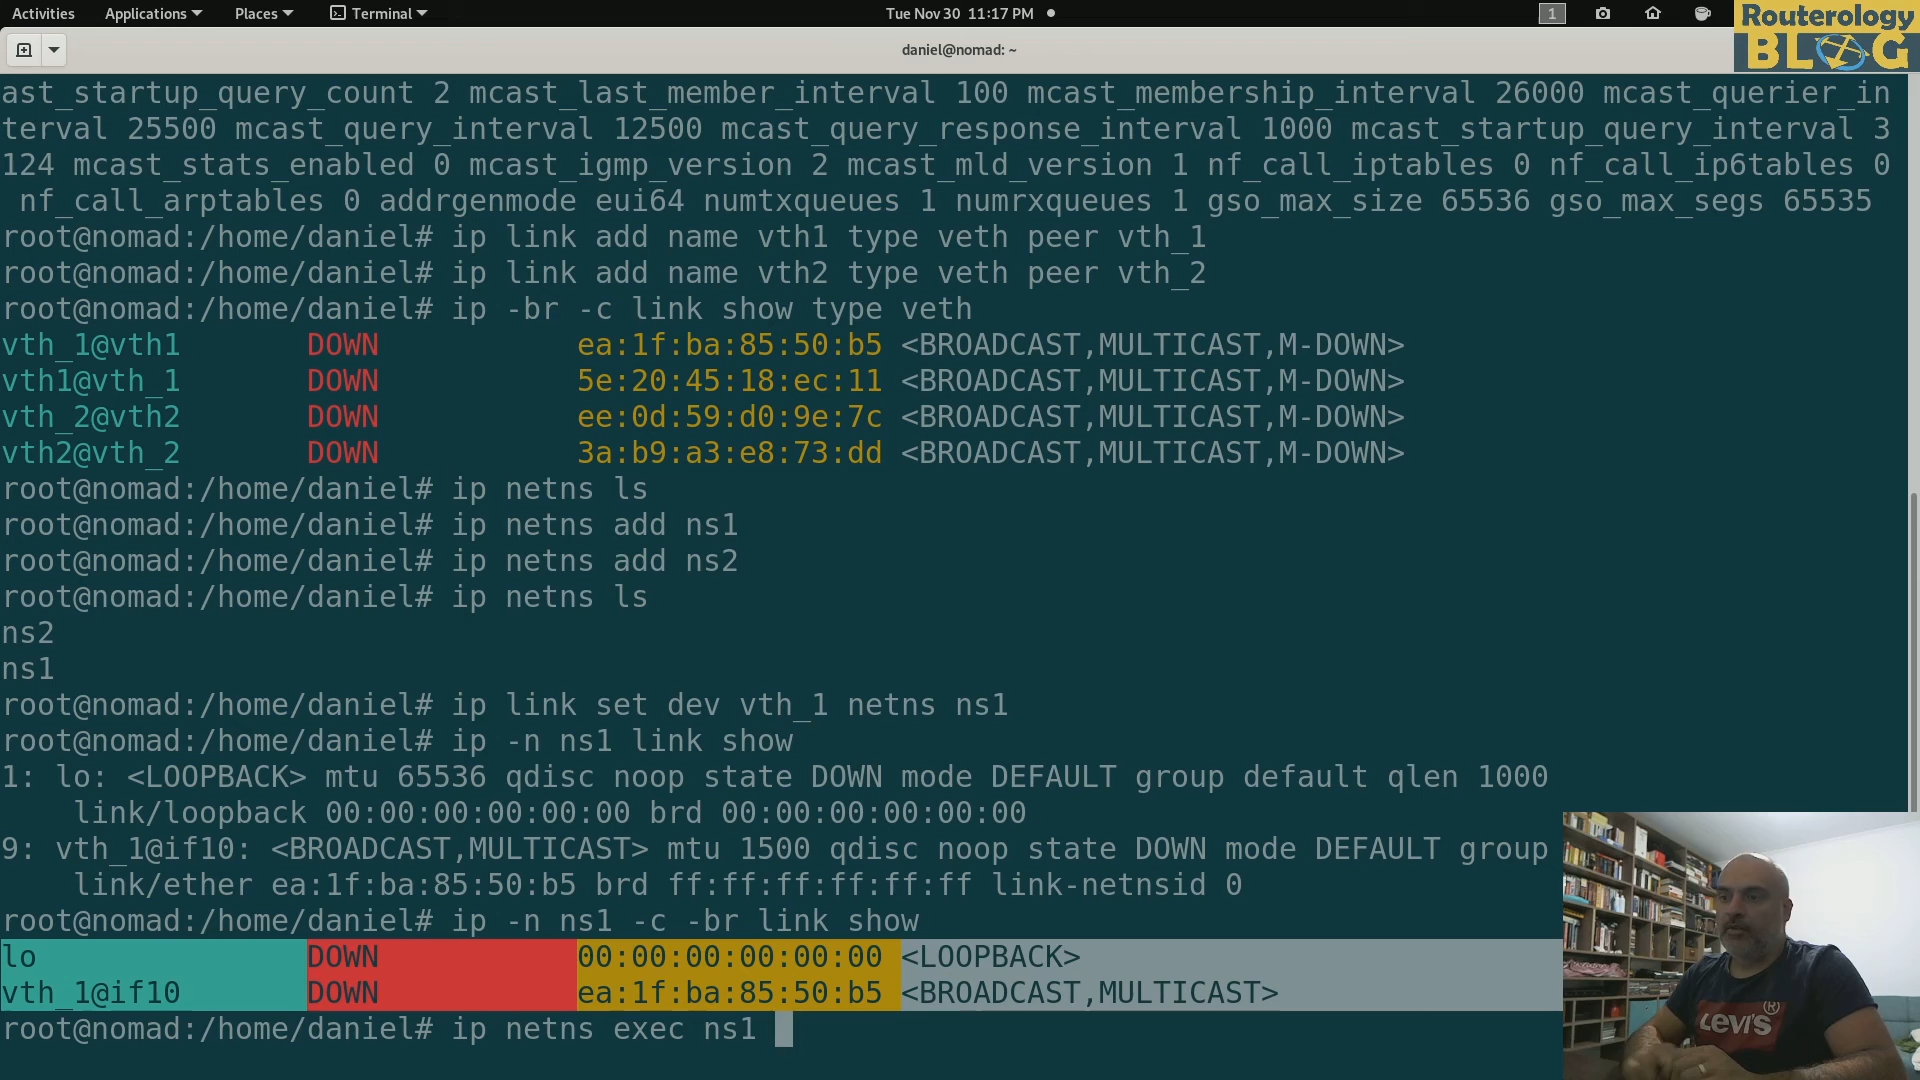 Activities Applications Places Terminal Tue Nov 30 11:17 PM 1
Routerology
BLOG
daniel@nomad: ~
ast_startup_query_count 2 mcast_last_member_interval 100 mcast_membership_interval 26000 mcast_querier_in
terval 25500 mcast_query_interval 12500 mcast_query_response_interval 1000 mcast_startup_query_interval 3
124 mcast_stats_enabled 0 mcast_igmp_version 2 mcast_mld_version 1 nf_call_iptables 0 nf_call_ip6tables 0
 nf_call_arptables 0 addrgenmode eui64 numtxqueues 1 numrxqueues 1 gso_max_size 65536 gso_max_segs 65535
root@nomad:/home/daniel# ip link add name vth1 type veth peer vth_1
root@nomad:/home/daniel# ip link add name vth2 type veth peer vth_2
root@nomad:/home/daniel# ip -br -c link show type veth
vth_1@vth1 DOWN ea:1f:ba:85:50:b5 <BROADCAST,MULTICAST,M-DOWN>
vth1@vth_1 DOWN 5e:20:45:18:ec:11 <BROADCAST,MULTICAST,M-DOWN>
vth_2@vth2 DOWN ee:0d:59:d0:9e:7c <BROADCAST,MULTICAST,M-DOWN>
vth2@vth_2 DOWN 3a:b9:a3:e8:73:dd <BROADCAST,MULTICAST,M-DOWN>
root@nomad:/home/daniel# ip netns ls
root@nomad:/home/daniel# ip netns add ns1
root@nomad:/home/daniel# ip netns add ns2
root@nomad:/home/daniel# ip netns ls
ns2
ns1
root@nomad:/home/daniel# ip link set dev vth_1 netns ns1
root@nomad:/home/daniel# ip -n ns1 link show
1: lo: <LOOPBACK> mtu 65536 qdisc noop state DOWN mode DEFAULT group default qlen 1000
    link/loopback 00:00:00:00:00:00 brd 00:00:00:00:00:00
9: vth_1@if10: <BROADCAST,MULTICAST> mtu 1500 qdisc noop state DOWN mode DEFAULT group
    link/ether ea:1f:ba:85:50:b5 brd ff:ff:ff:ff:ff:ff link-netnsid 0
root@nomad:/home/daniel# ip -n ns1 -c -br link show
lo DOWN 00:00:00:00:00:00 <LOOPBACK>
vth_1@if10 DOWN ea:1f:ba:85:50:b5 <BROADCAST,MULTICAST>
root@nomad:/home/daniel# ip netns exec ns1
LEVI'S ®